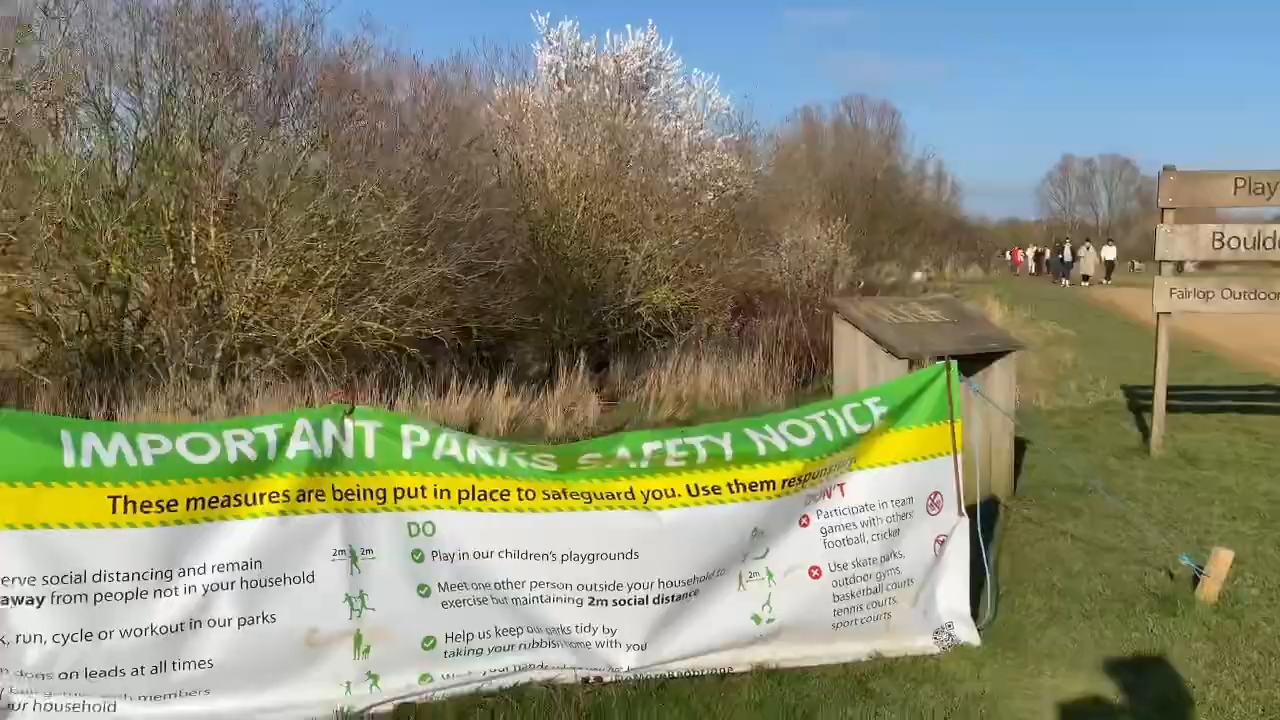 Play
Bould
Fairlop Outdoor
IMPORTANT PARKS SAFETY NOTICE
These measures are being put in place to safeguard you. Use them
erve social distancing and remain
away from people not in your household
, run, cycle or workout in our parks
dogs on leads at all times
members
ur household
2m 2m
DO
Play in our children's playgrounds
Meet one other person outside your household to
exercise but maintaining 2m social distance
Help us keep our parks tidy by
taking your rubbish home with you
2m
N'T
Participate in team
games with others:
football, cricket
Use skate parks,
outdoor gyms,
basketball courts
tennis courts,
sport courts.